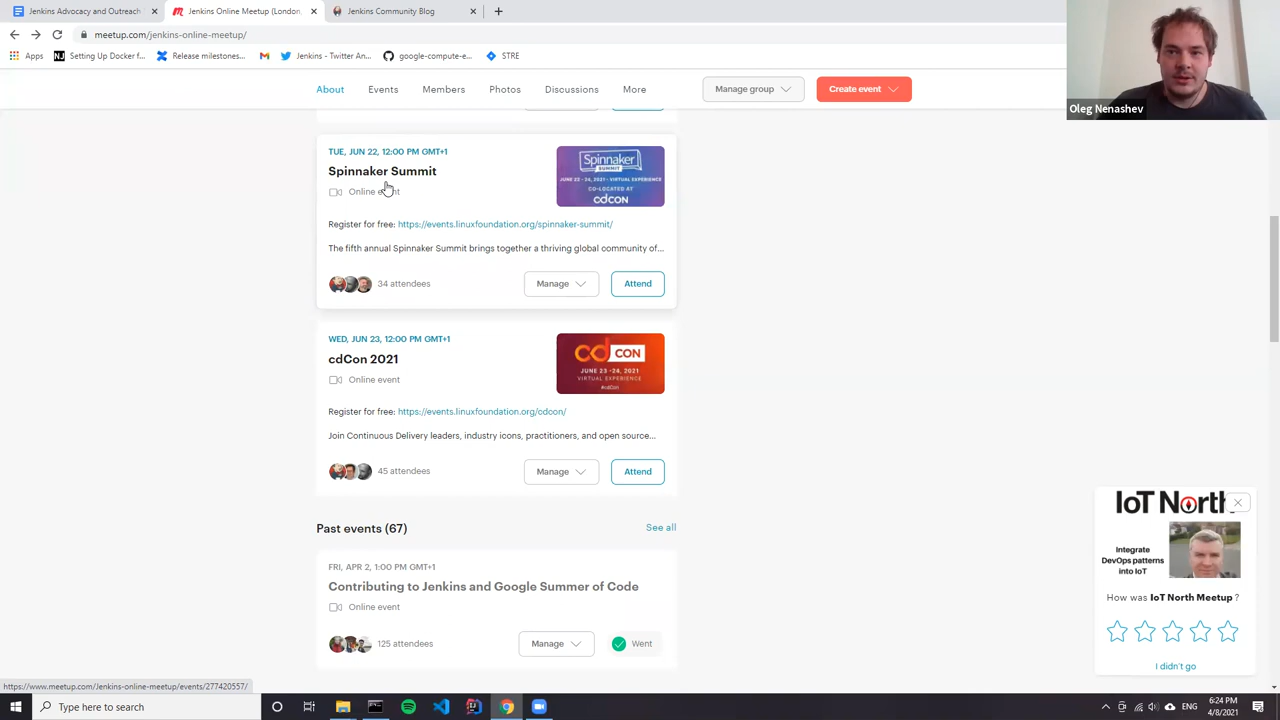 Jenkins Advocacy and Outreach
Jenkins Online Meetup (London,
Jenkins Community Blog
meetup.com/jenkins-online-meetup/
Apps
Setting Up Docker f...
Release milestones...
Jenkins - Twitter An...
google-compute-e...
STRE
Oleg Nenashev
About
Events
Members
Photos
Discussions
More
Manage group
Create event
TUE, JUN 22, 12:00 PM GMT+1
Spinnaker Summit
Online event
Register for free: https://events.linuxfoundation.org/spinnaker-summit/
The fifth annual Spinnaker Summit brings together a thriving global community of...
34 attendees
Manage
Attend
Spinnaker
SUMMIT
JUNE 22 - 24, 2021 - VIRTUAL EXPERIENCE
CO-LOCATED AT
cdCON
WED, JUN 23, 12:00 PM GMT+1
cdCon 2021
Online event
Register for free: https://events.linuxfoundation.org/cdcon/
Join Continuous Delivery leaders, industry icons, practitioners, and open source...
45 attendees
Manage
Attend
cd CON
JUNE 23 -24, 2021
VIRTUAL EXPERIENCE
#cdCon
Past events (67)
See all
FRI, APR 2, 1:00 PM GMT+1
Contributing to Jenkins and Google Summer of Code
Online event
125 attendees
Manage
Went
IoT North
Integrate
DevOps patterns
into IoT
How was IoT North Meetup ?
I didn't go
https://www.meetup.com/Jenkins-online-meetup/events/277420557/
Type here to search
ENG
6:24 PM
4/8/2021